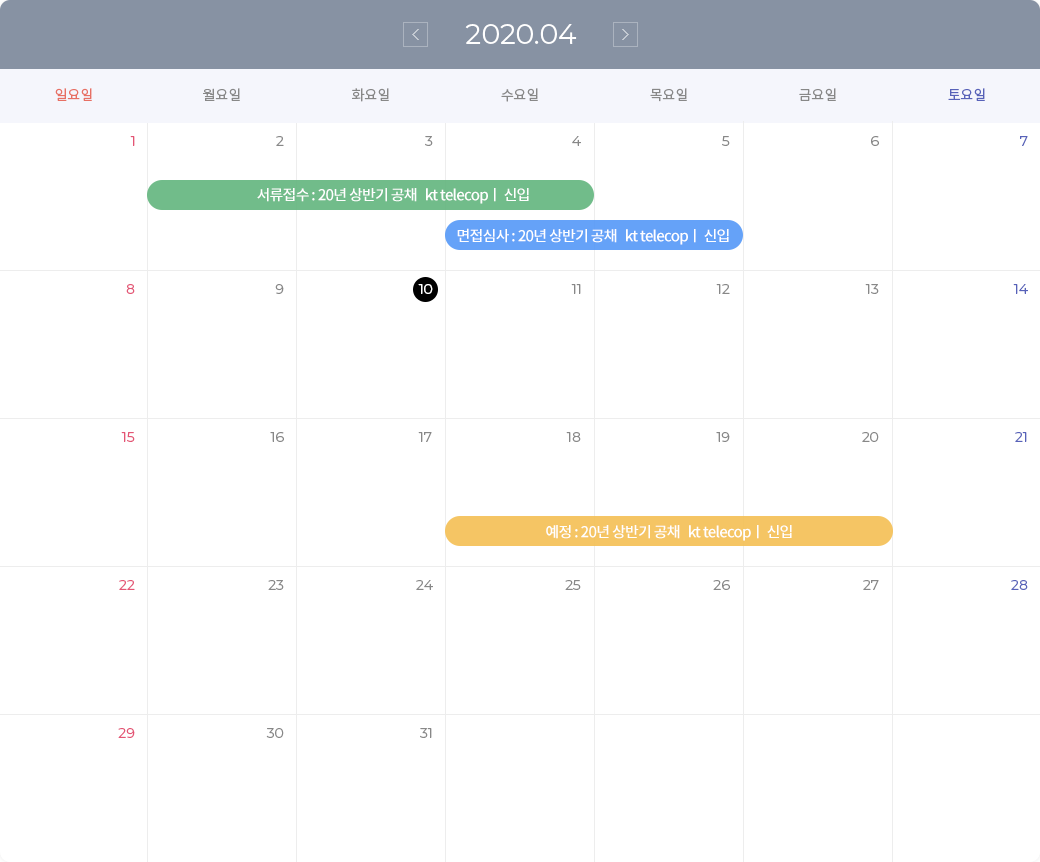 2020.04
일요일 월요일 화요일 수요일 목요일 금요일 토요일
1 2 3 4 5 6 7
서류접수 : 20년 상반기 공채 kt telecop ㅣ 신입
면접심사 : 20년 상반기 공채 kt telecop ㅣ 신입
8 9 10 11 12 13 14
15 16 17 18 19 20 21
예정 : 20년 상반기 공채 kt telecop ㅣ 신입
22 23 24 25 26 27 28
29 30 31